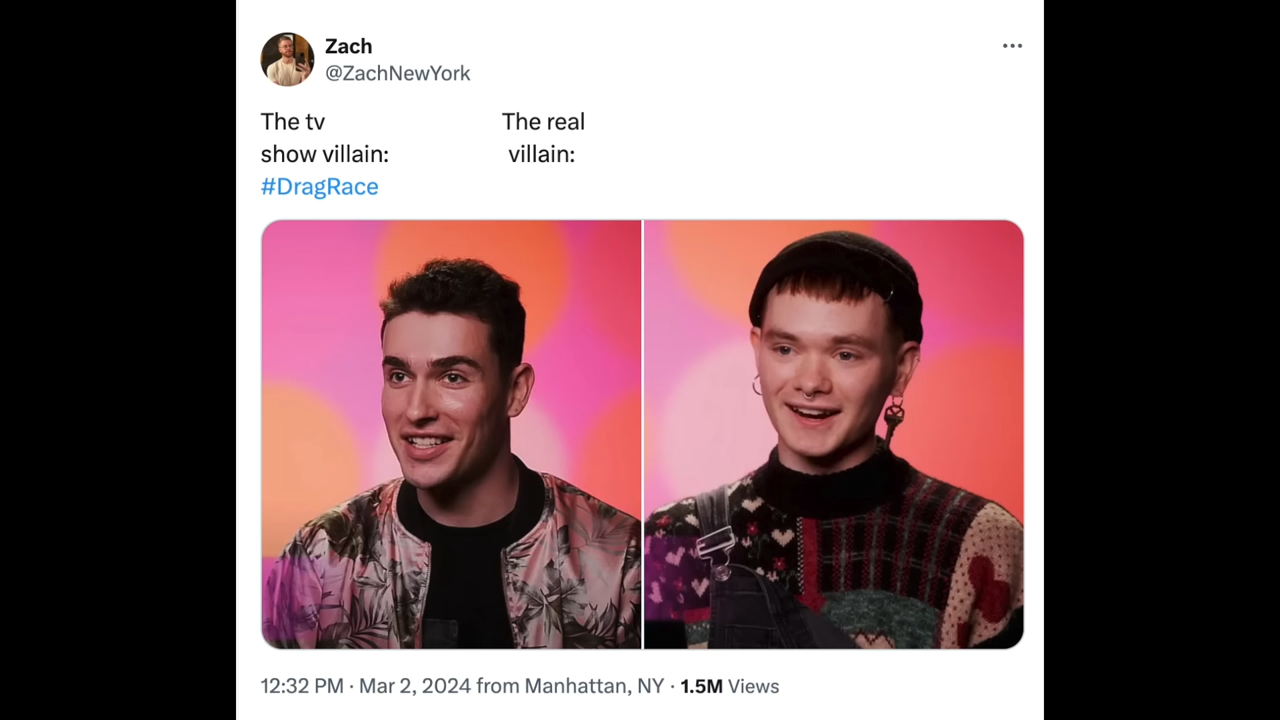 Zach
@ZachNewYork
The tv The real
show villain: villain:
#DragRace
12:32 PM · Mar 2, 2024 from Manhattan, NY · 1.5M Views